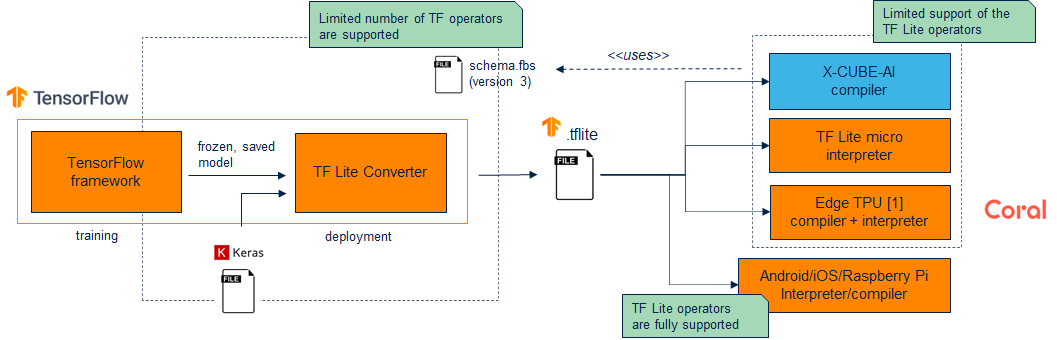 Limited number of TF operators
are supported
Limited support of the
TF Lite operators
<<uses>>
FILE
schema.fbs
(version 3)
X-CUBE-AI
compiler
TensorFlow
.tflite
FILE
TensorFlow
framework
frozen, saved
model
TF Lite Converter
TF Lite micro
interpreter
Edge TPU [1]
compiler + interpreter
Coral
training
deployment
K Keras
FILE
Android/iOS/Raspberry Pi
Interpreter/compiler
TF Lite operators
are fully supported